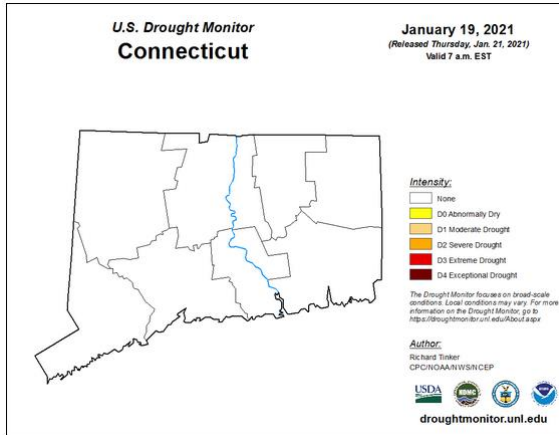 U.S. Drought Monitor
Connecticut
January 19, 2021
(Released Thursday, Jan. 21, 2021)
Valid 7 a.m. EST
Intensity:
None
D0 Abnormally Dry
D1 Moderate Drought
D2 Severe Drought
D3 Extreme Drought
D4 Exceptional Drought
The Drought Monitor focuses on broad-scale
conditions. Local conditions may vary. For more
information on the Drought Monitor, go to
https://droughtmonitor.unl.edu/About.aspx
Author:
Richard Tinker
CPC/NOAA/NWS/NCEP
USDA
NDMC
droughtmonitor.unl.edu